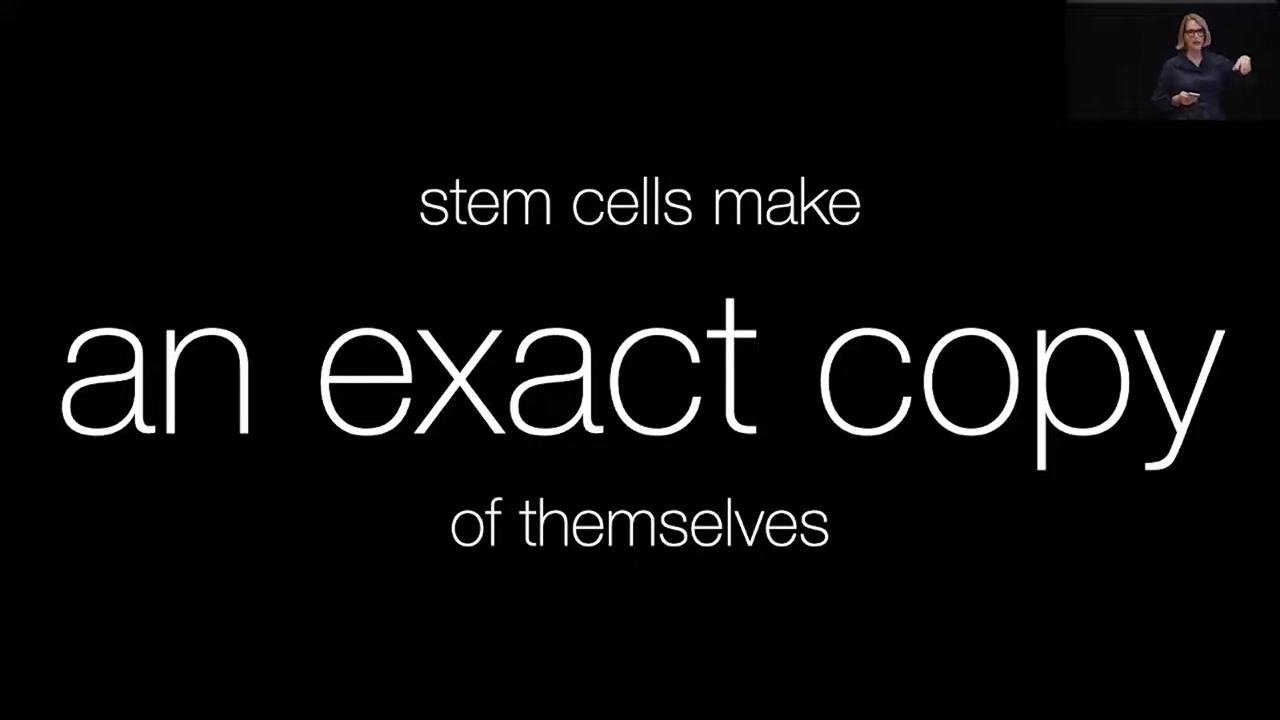 stem cells make
an exact copy
of themselves